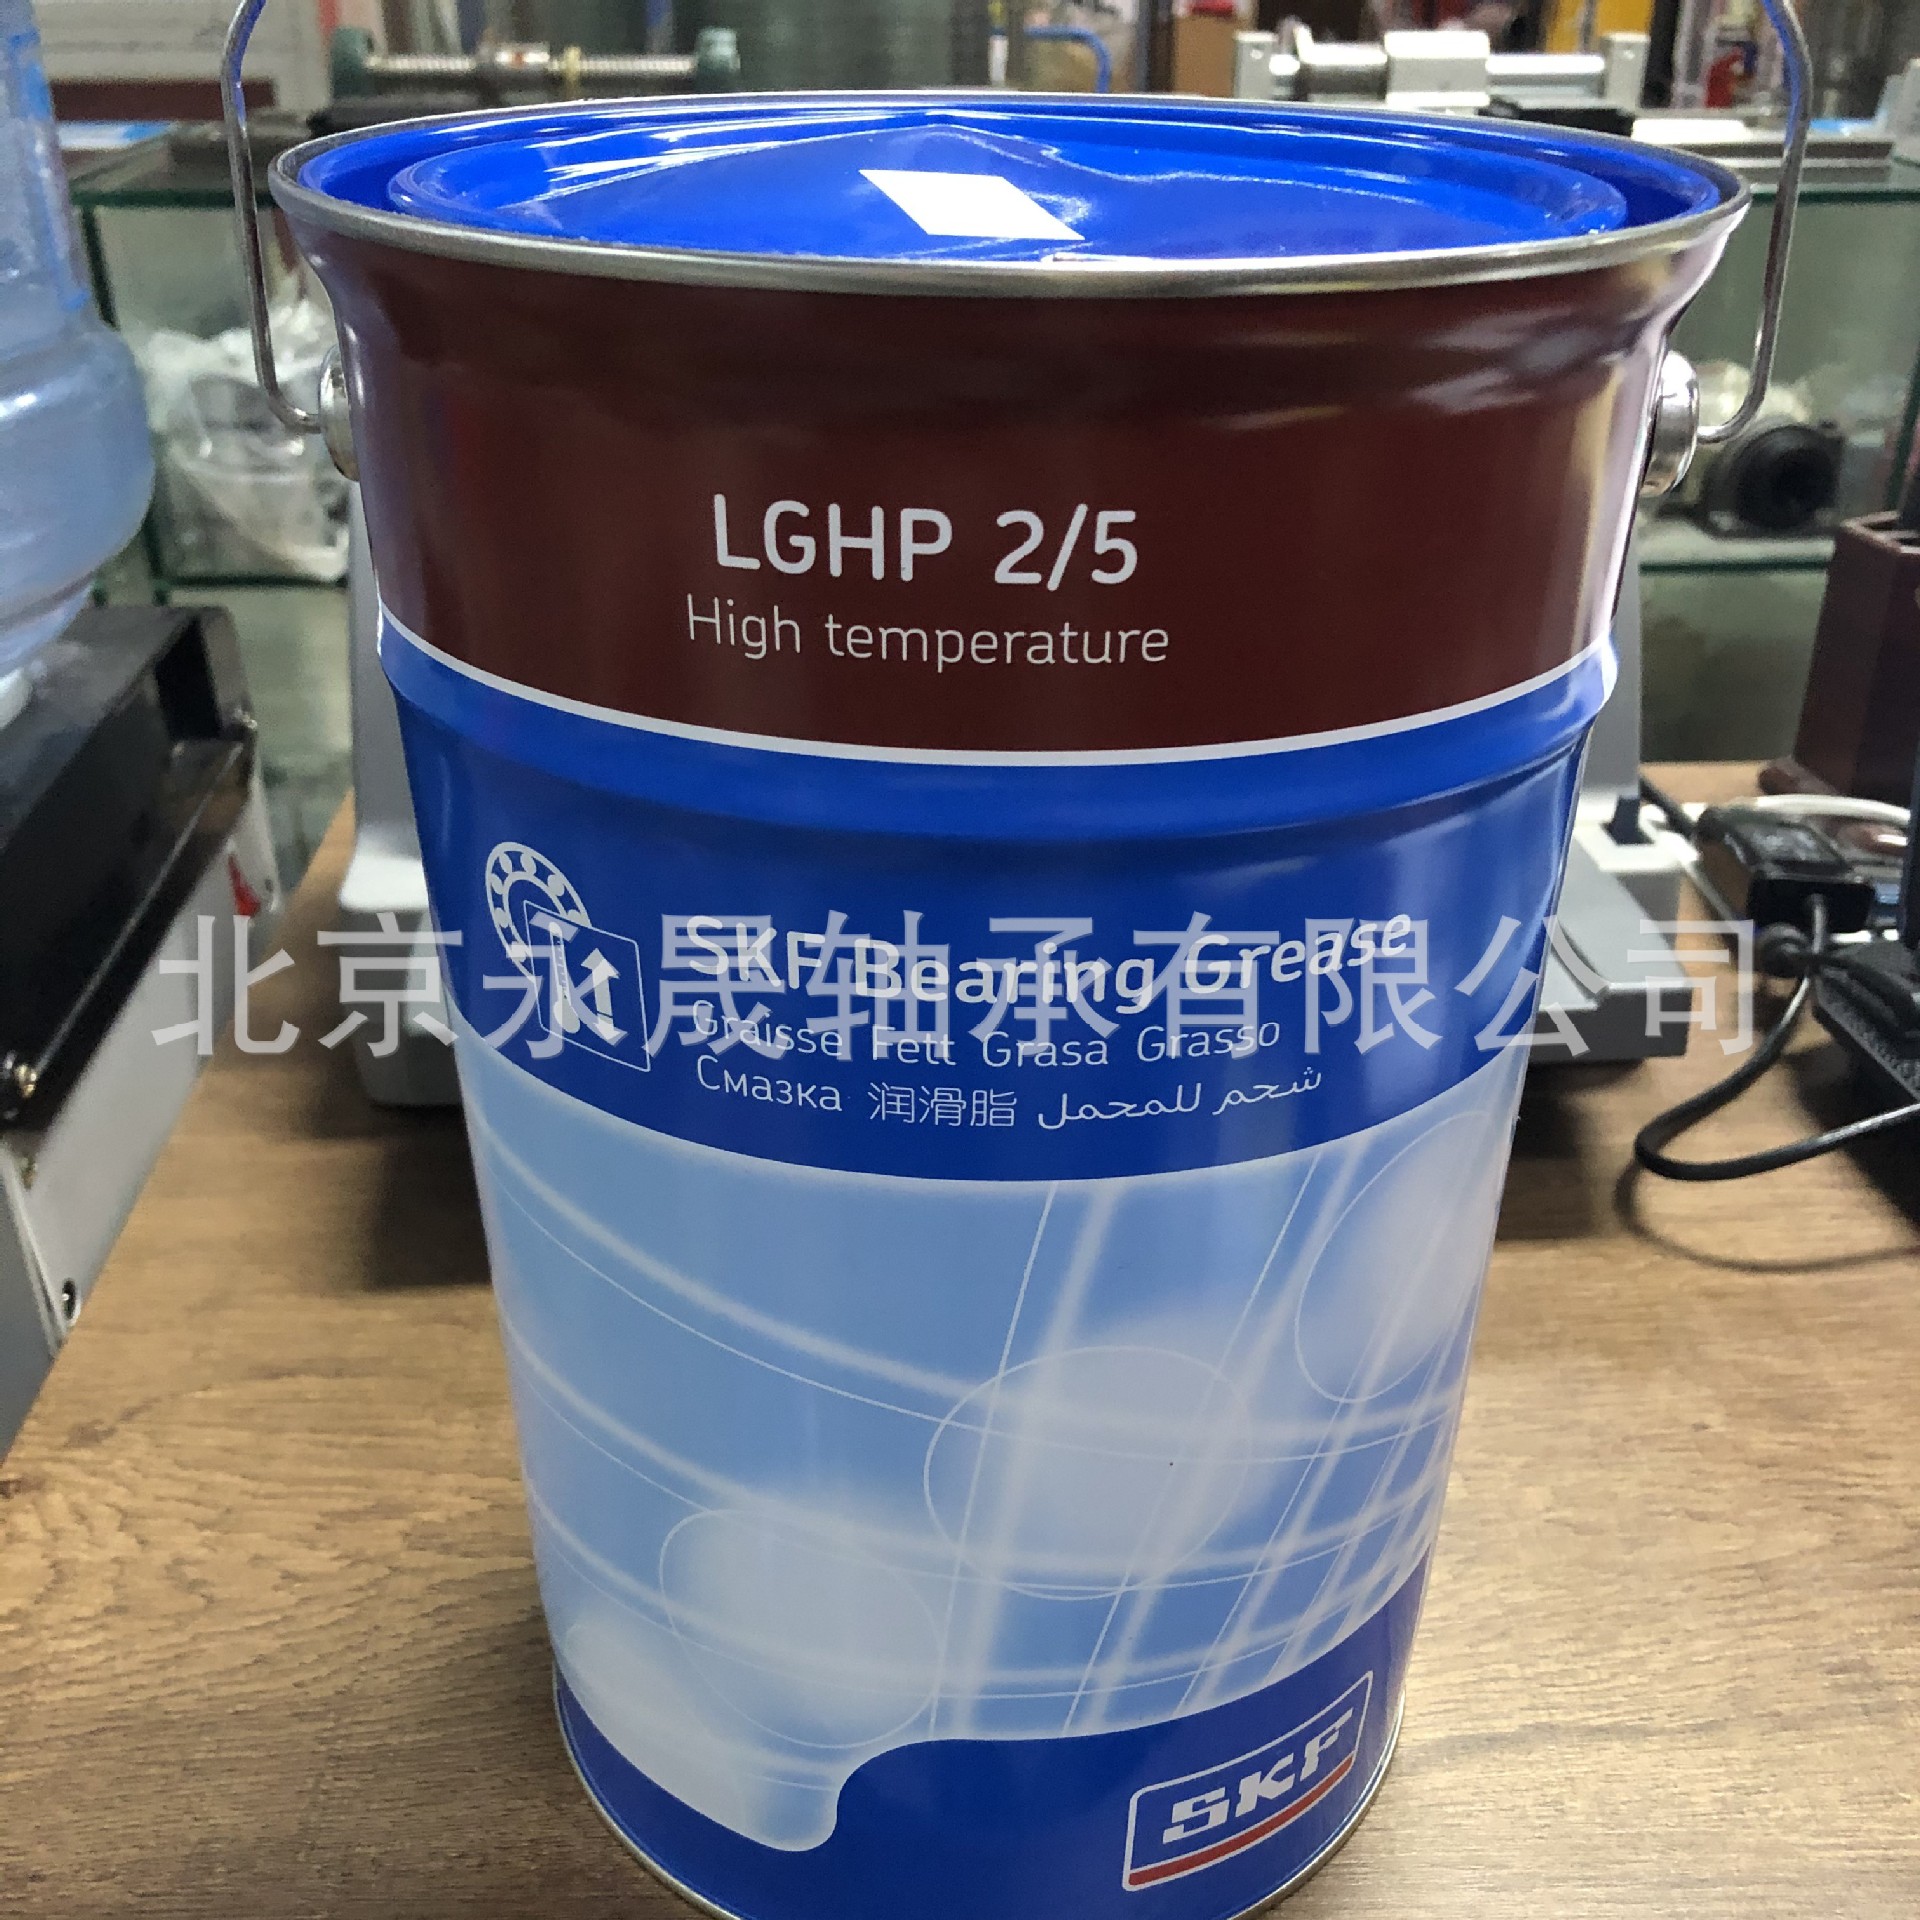 LGHP 2/5
High temperature
SKF Bearing Grease
Graisse Fett Grasa Grasso
Смазка 润滑脂 شحم للمحمل
北京永晟轴承有限公司
SKF